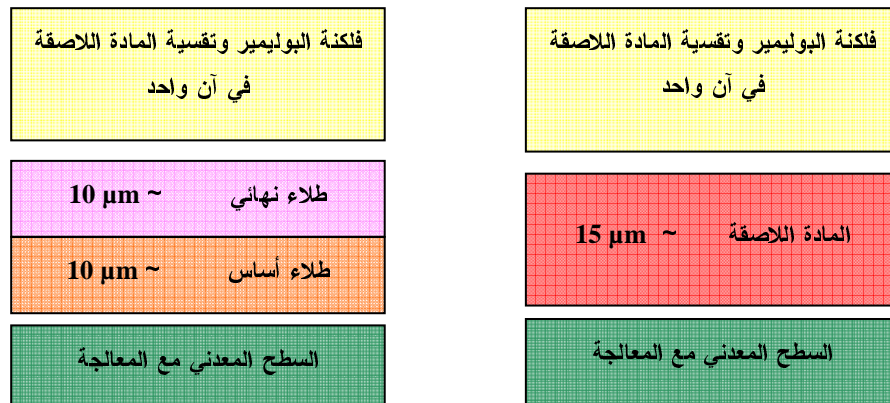 فلكنة البوليمير وتقسية المادة اللاصقة
في آن واحد
طلاء نهائي ~ 10 µm
طلاء أساس ~ 10 µm
السطح المعدني مع المعالجة
فلكنة البوليمير وتقسية المادة اللاصقة
في آن واحد
المادة اللاصقة ~ 15 µm
السطح المعدني مع المعالجة